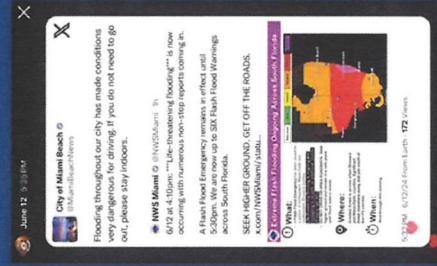 June 12 5:33 PM
City of Miami Beach
@MiamiBeachNews
Flooding throughout our city has made conditions
very dangerous for driving. If you do not need to go
out, please stay indoors.
NWS Miami @NWSMiami 1h
6/12 at 4:10pm: ***Life-threatening flooding*** is now
occurring with numerous non-stop reports coming in.
A Flash Flood Emergency remains in effect until
5:30pm. We are now up to SIX Flash Flood Warnings
across South Florida.
SEEK HIGHER GROUND. GET OFF THE ROADS.
x.com/NWSMiami/statu...
Extreme Flash Flooding Ongoing Across South Florida
What:
Where:
When:
5:32 PM 6/12/24 From Earth 172 Views